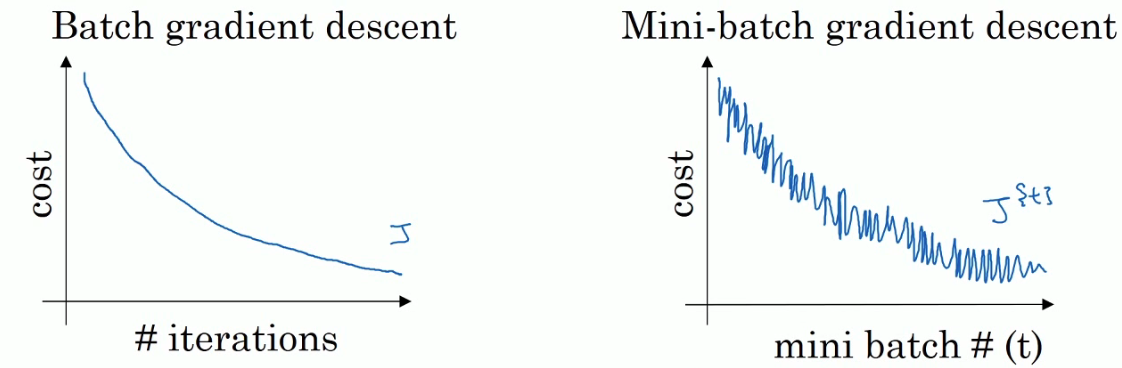 Batch gradient descent
cost
J
# iterations
Mini-batch gradient descent
cost
J^{t}
mini batch # (t)